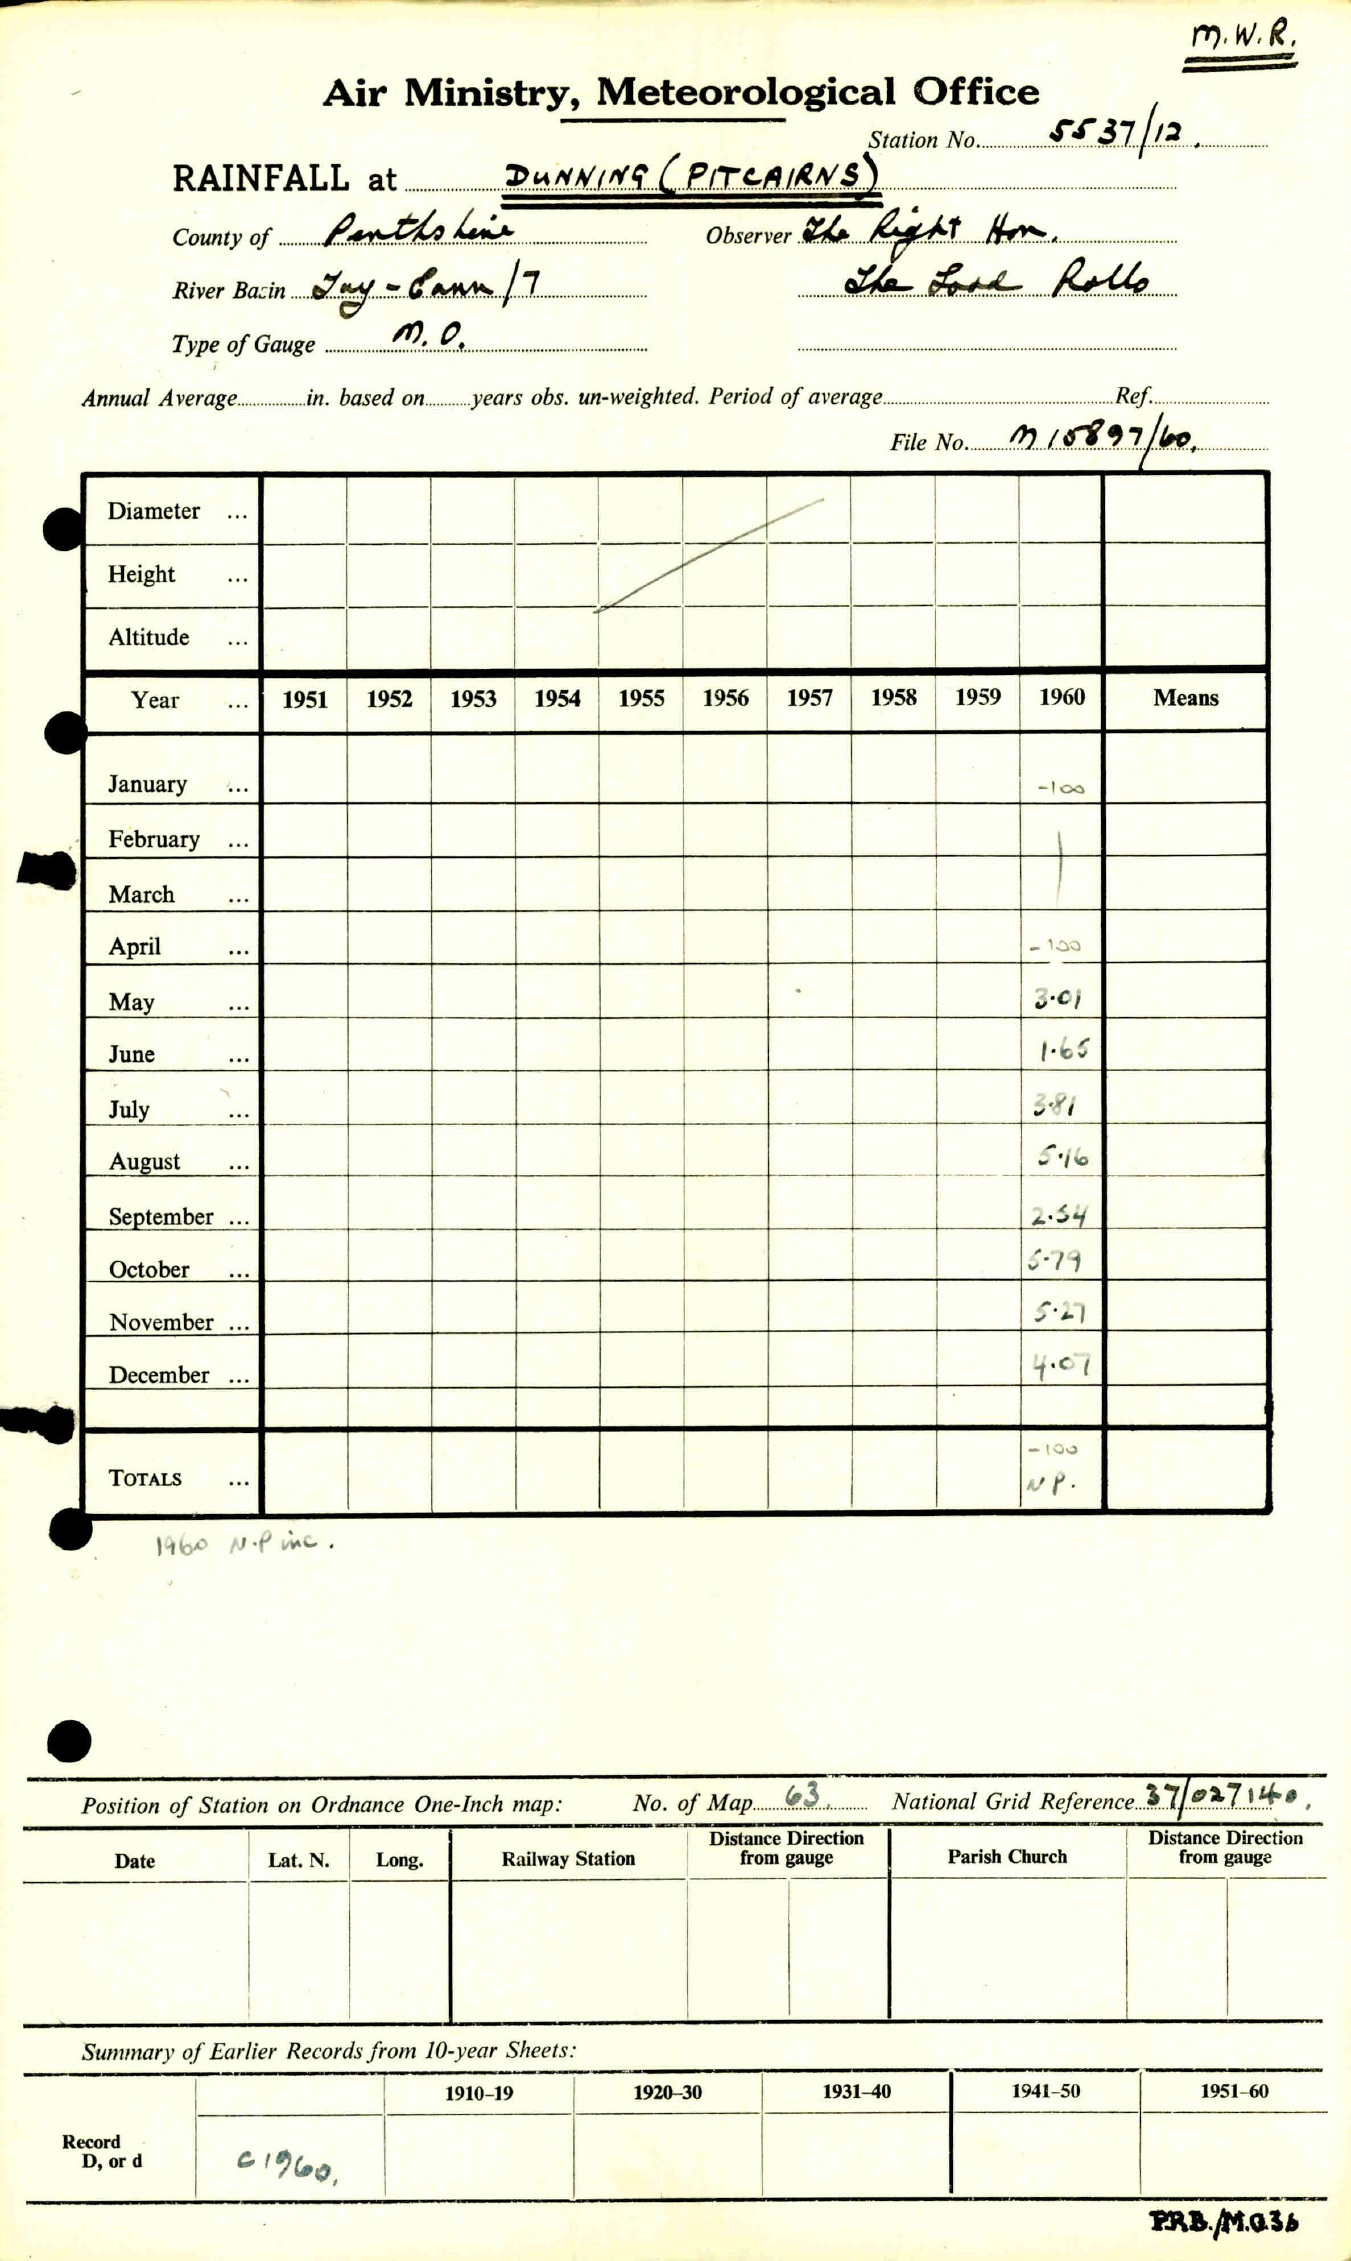 M.W.R.
Air Ministry, Meteorological Office
Station No. 5537/12.
RAINFALL at DUNNING (PITCAIRNS)
County of Perthshire Observer The Right Hon.
River Basin Tay - Earn/7 The Lord Rollo
Type of Gauge M.O.
Annual Average in. based on years obs. un-weighted. Period of average Ref.
File No. M15897/60.
Diameter ...
Height ...
Altitude ...
Year ... 1951 1952 1953 1954 1955 1956 1957 1958 1959 1960 Means
January ... -100
February ...
March ...
April ... -100
May ... 3.01
June ... 1.65
July ... 3.81
August ... 5.16
September ... 2.54
October ... 5.79
November ... 5.27
December ... 4.07
-100
TOTALS ... NP.
1960 N.P inc.
Position of Station on Ordnance One-Inch map: No. of Map 63. National Grid Reference 37/027140.
Date Lat. N. Long. Railway Station Distance Direction from gauge Parish Church Distance Direction from gauge
Summary of Earlier Records from 10-year Sheets:
1910–19 1920–30 1931–40 1941–50 1951–60
Record
D, or d c1960.
P.R.B./M.O.36